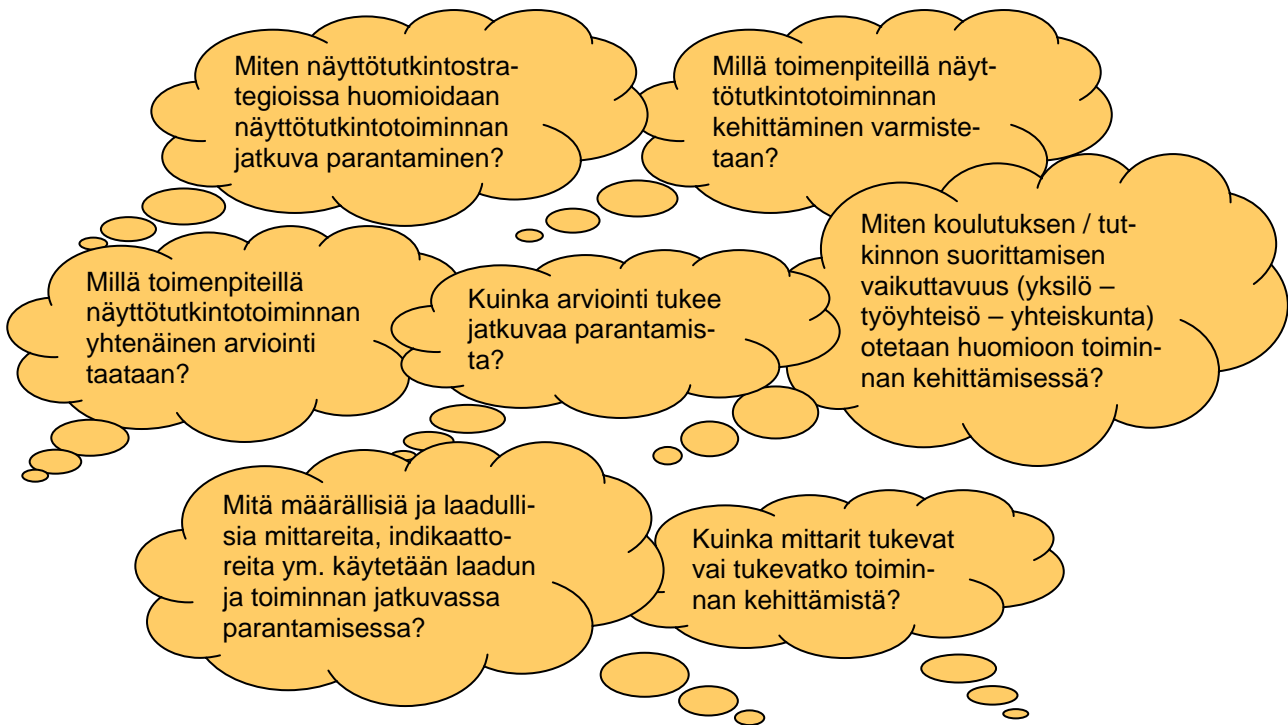 Miten näyttötutkintostra-
tegioissa huomioidaan
näyttötutkintotoiminnan
jatkuva parantaminen?
Millä toimenpiteillä näyt-
tötutkintotoiminnan
kehittäminen varmiste-
taan?
Miten koulutuksen / tut-
kinnon suorittamisen
vaikuttavuus (yksilö –
työyhteisö – yhteiskunta)
otetaan huomioon toimin-
nan kehittämisessä?
Millä toimenpiteillä
näyttötutkintotoiminnan
yhtenäinen arviointi
taataan?
Kuinka arviointi tukee
jatkuvaa parantamis-
ta?
Mitä määrällisiä ja laadulli-
sia mittareita, indikaatto-
reita ym. käytetään laadun
ja toiminnan jatkuvassa
parantamisessa?
Kuinka mittarit tukevat
vai tukevatko toimin-
nan kehittämistä?